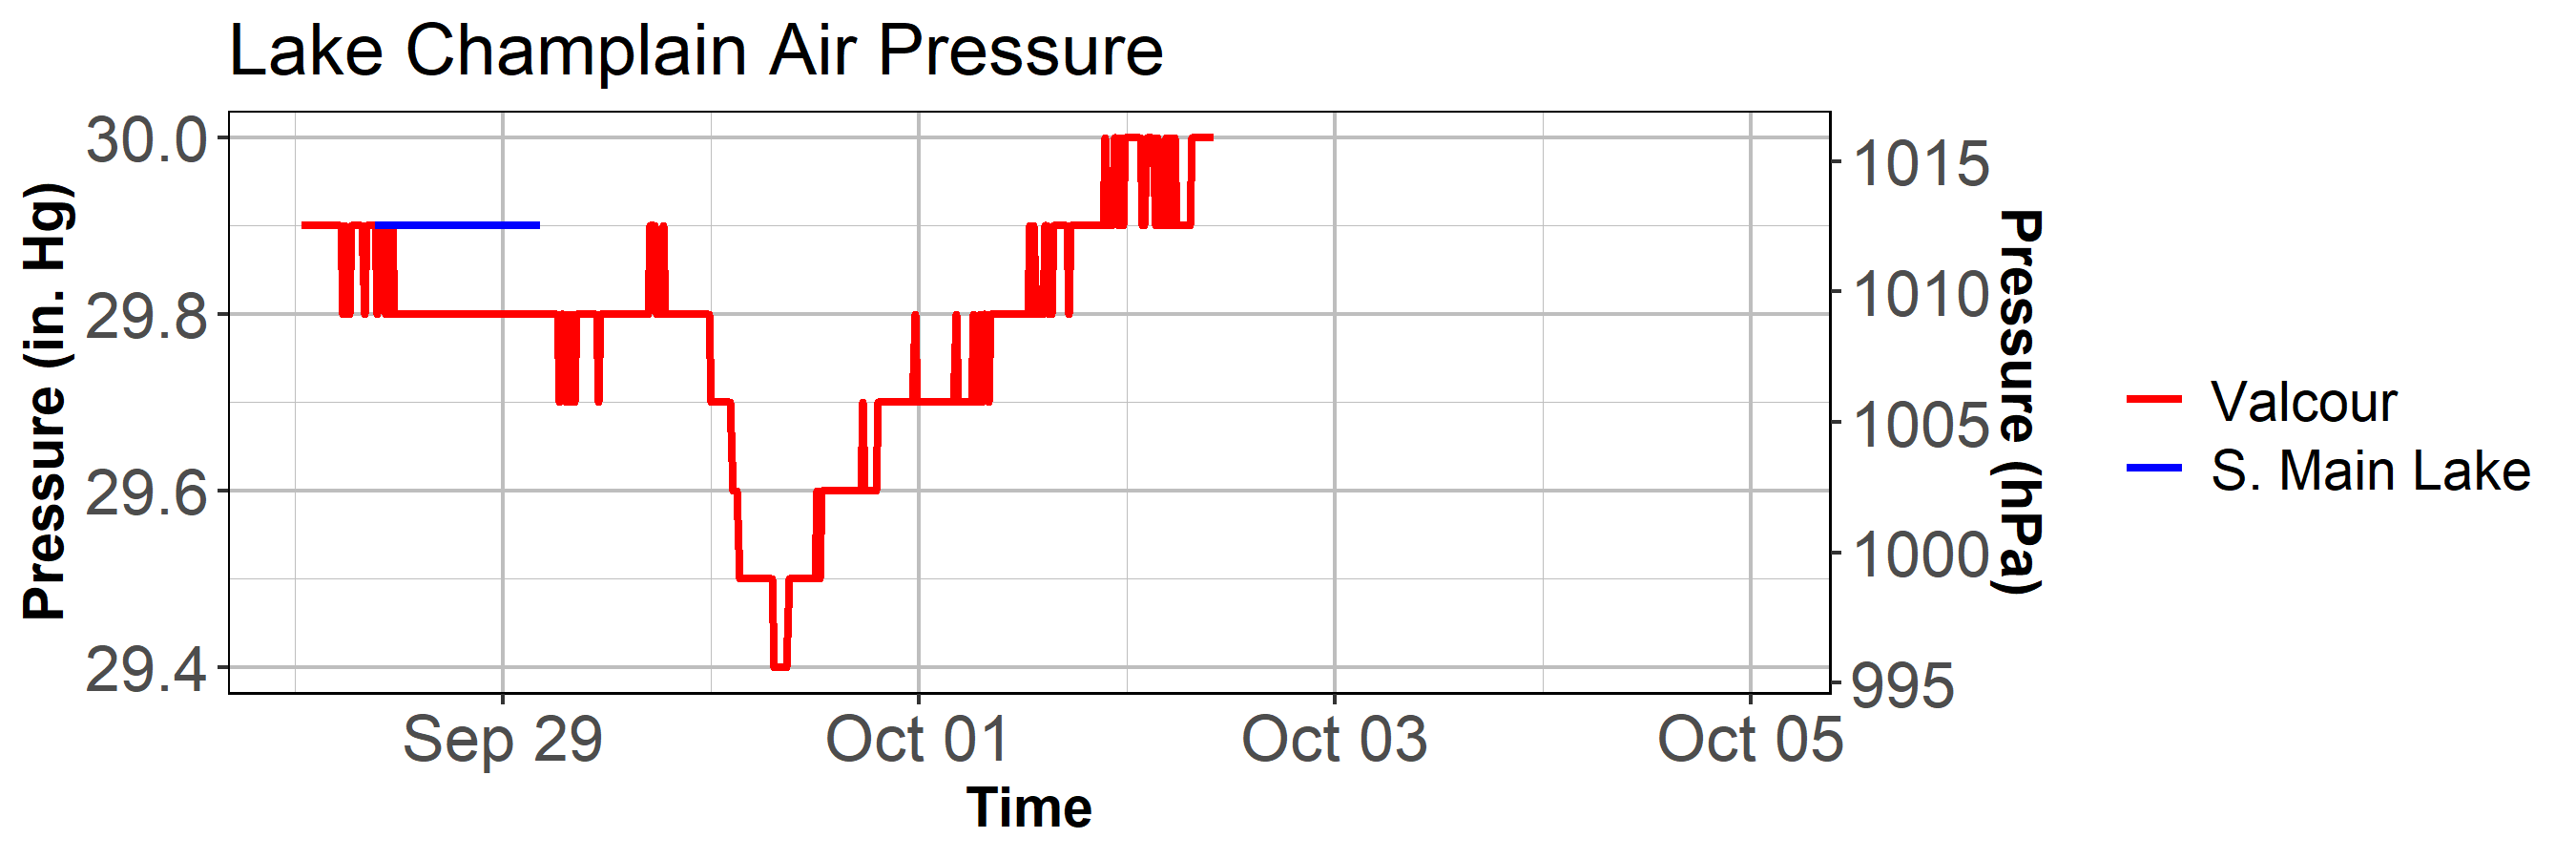 Lake Champlain Air Pressure
Pressure (in. Hg)
30.0
29.8
29.6
29.4
1015
1010
1005
1000
995
Pressure (hPa)
Sep 29
Oct 01
Oct 03
Oct 05
Time
Valcour
S. Main Lake